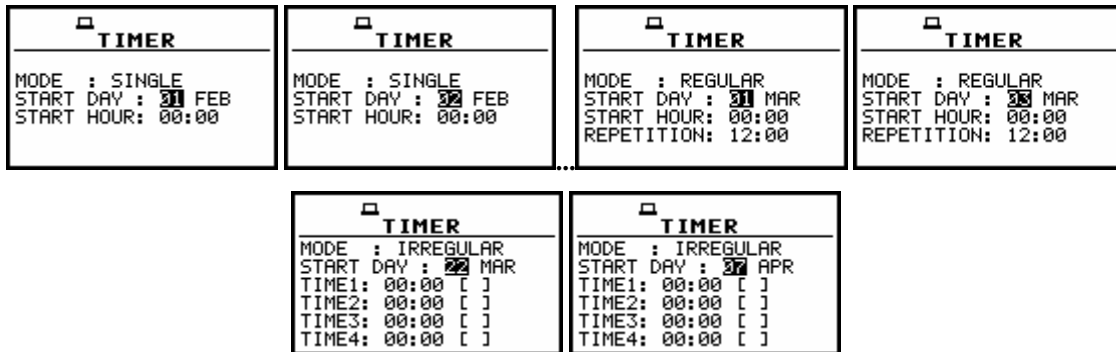 TIMER
MODE : SINGLE
START DAY : 01 FEB
START HOUR: 00:00
TIMER
MODE : SINGLE
START DAY : 02 FEB
START HOUR: 00:00
...
TIMER
MODE : REGULAR
START DAY : 01 MAR
START HOUR: 00:00
REPETITION: 12:00
TIMER
MODE : REGULAR
START DAY : 03 MAR
START HOUR: 00:00
REPETITION: 12:00
TIMER
MODE : IRREGULAR
START DAY : 22 MAR
TIME1: 00:00 [ ]
TIME2: 00:00 [ ]
TIME3: 00:00 [ ]
TIME4: 00:00 [ ]
TIMER
MODE : IRREGULAR
START DAY : 07 APR
TIME1: 00:00 [ ]
TIME2: 00:00 [ ]
TIME3: 00:00 [ ]
TIME4: 00:00 [ ]